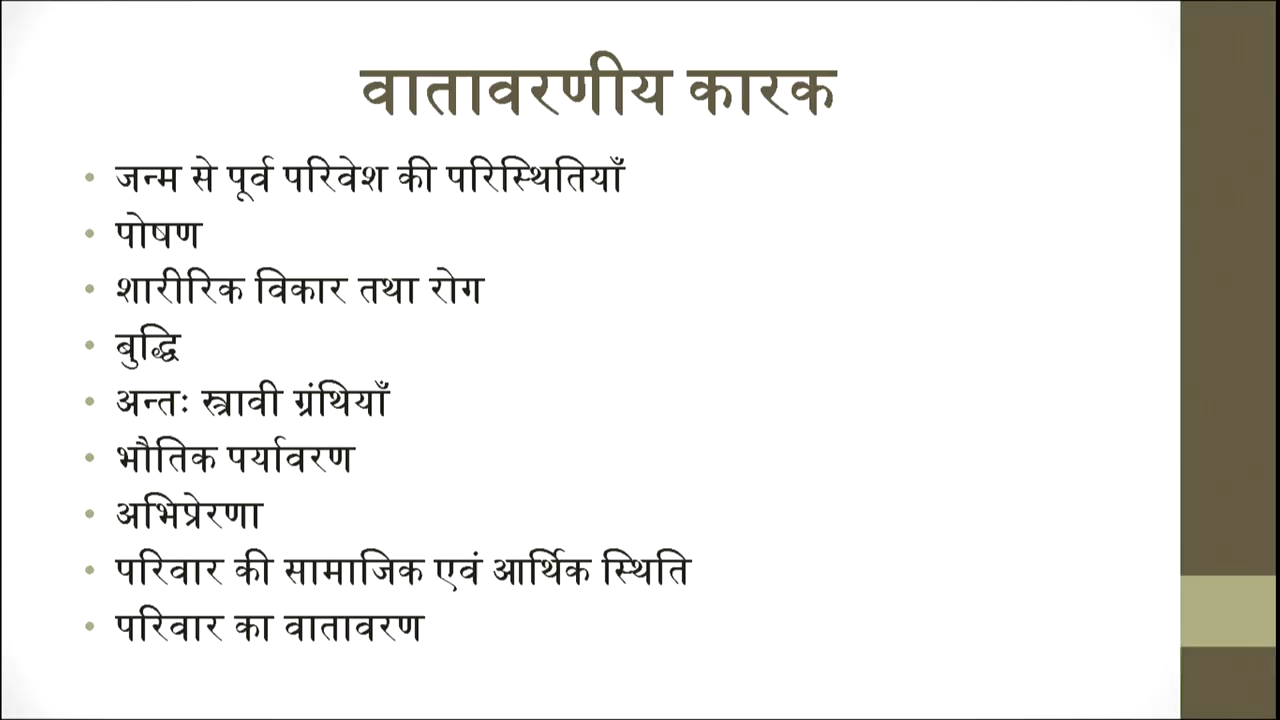 वातावरणीय कारक
• जन्म से पूर्व परिवेश की परिस्थितियाँ
• पोषण
• शारीरिक विकार तथा रोग
• बुद्धि
• अन्तः स्त्रावी ग्रंथियाँ
• भौतिक पर्यावरण
• अभिप्रेरणा
• परिवार की सामाजिक एवं आर्थिक स्थिति
• परिवार का वातावरण